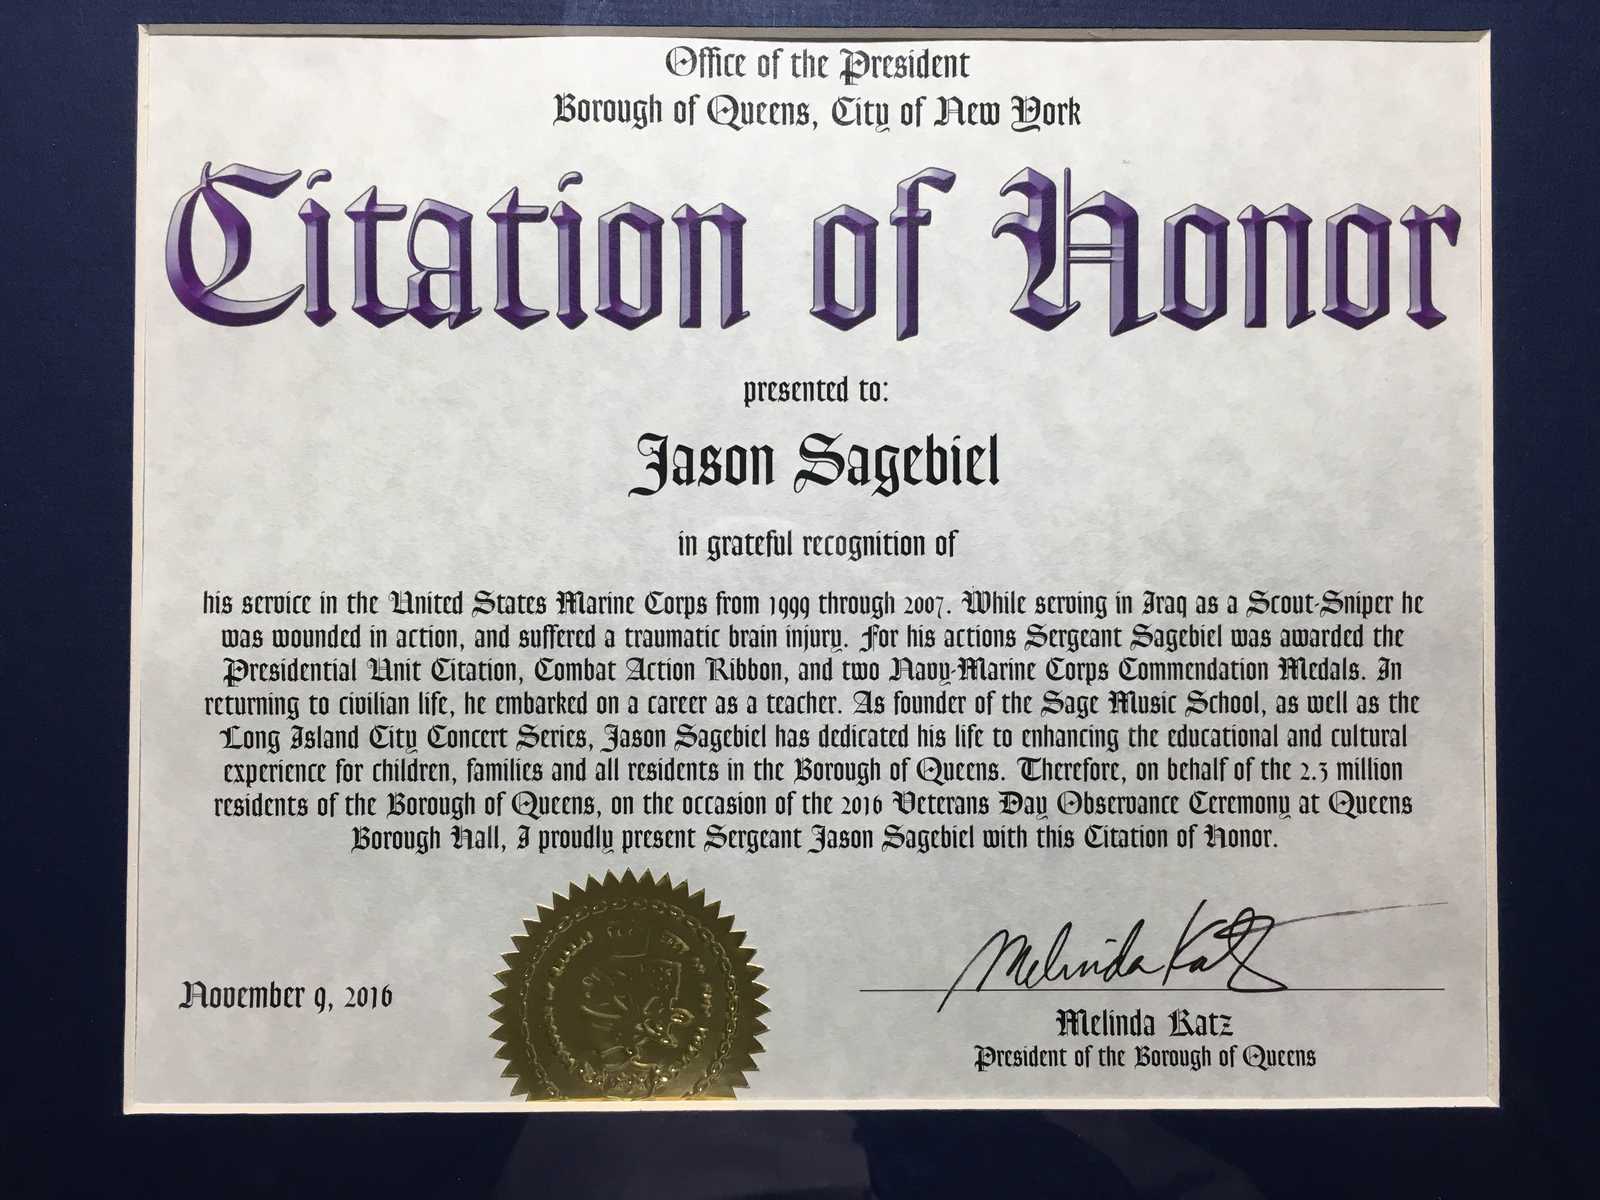 Office of the President
Borough of Queens, City of New York
Citation of Honor
presented to:
Jason Sagebiel
in grateful recognition of
his service in the United States Marine Corps from 1999 through 2007. While serving in Iraq as a Scout-Sniper he
was wounded in action, and suffered a traumatic brain injury. For his actions Sergeant Sagebiel was awarded the
Presidential Unit Citation, Combat Action Ribbon, and two Navy-Marine Corps Commendation Medals. In
returning to civilian life, he embarked on a career as a teacher. As founder of the Sage Music School, as well as the
Long Island City Concert Series, Jason Sagebiel has dedicated his life to enhancing the educational and cultural
experience for children, families and all residents in the Borough of Queens. Therefore, on behalf of the 2.3 million
residents of the Borough of Queens, on the occasion of the 2016 Veterans Day Observance Ceremony at Queens
Borough Hall, I proudly present Sergeant Jason Sagebiel with this Citation of Honor.
November 9, 2016
Melinda Katz
Melinda Katz
President of the Borough of Queens